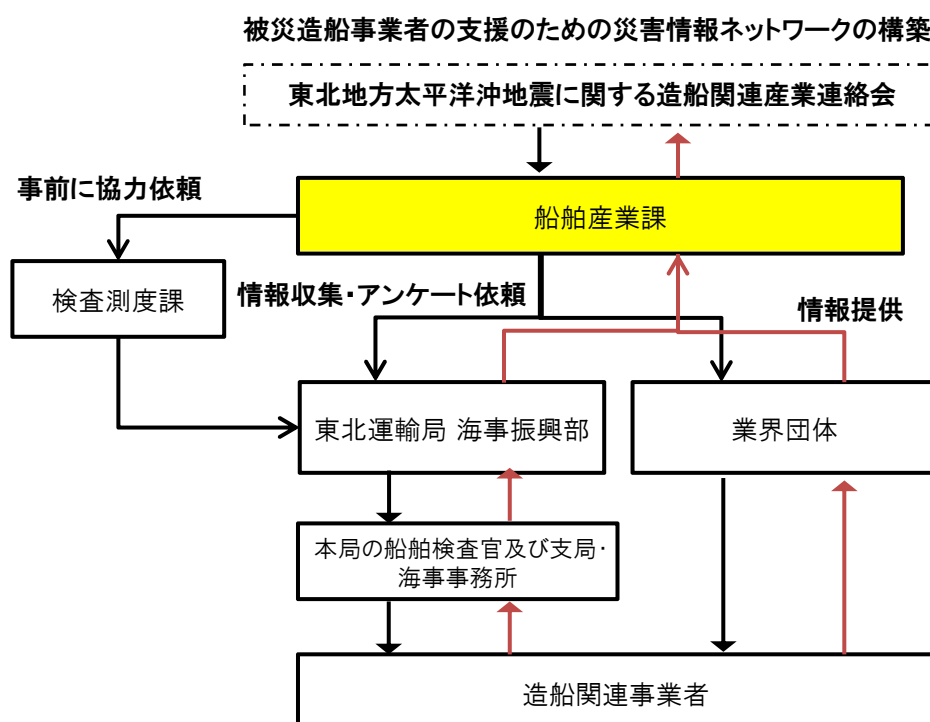 被災造船事業者の支援のための災害情報ネットワークの構築
東北地方太平洋沖地震に関する造船関連産業連絡会
事前に協力依頼
船舶産業課
検査測度課
情報収集・アンケート依頼
情報提供
東北運輸局 海事振興部
業界団体
本局の船舶検査官及び支局・
海事事務所
造船関連事業者